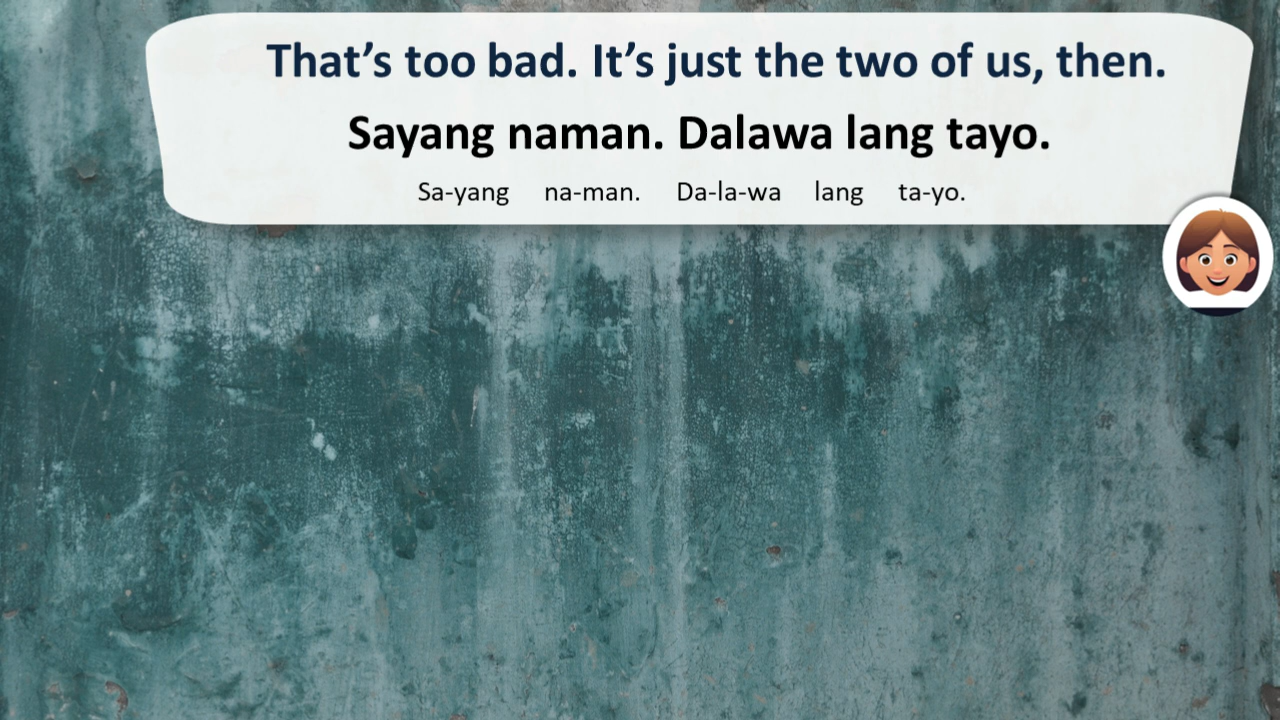 That’s too bad. It’s just the two of us, then.
Sayang naman. Dalawa lang tayo.
Sa-yang na-man. Da-la-wa lang ta-yo.